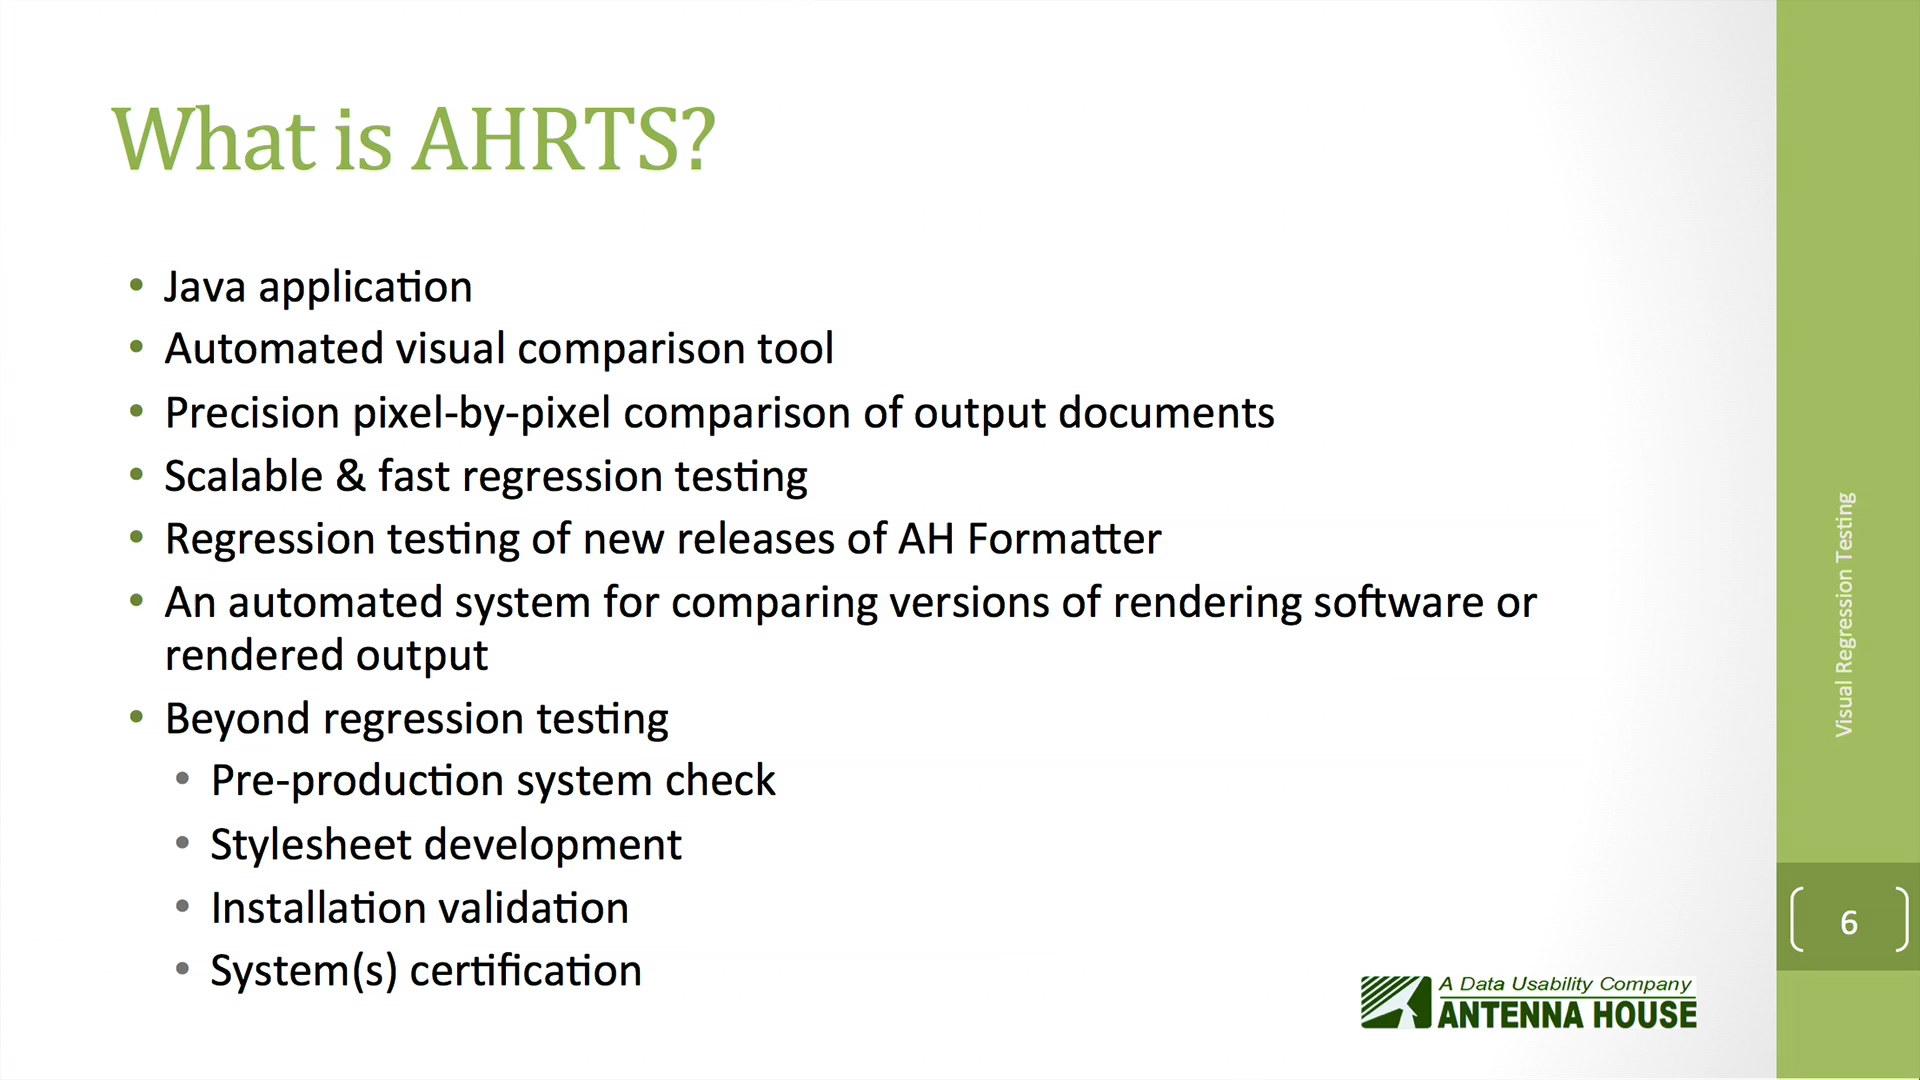 What is AHRTS?
• Java application
• Automated visual comparison tool
• Precision pixel-by-pixel comparison of output documents
• Scalable & fast regression testing
• Regression testing of new releases of AH Formatter
• An automated system for comparing versions of rendering software or
rendered output
• Beyond regression testing
• Pre-production system check
• Stylesheet development
• Installation validation
• System(s) certification
Visual Regression Testing
6
A Data Usability Company
ANTENNA HOUSE